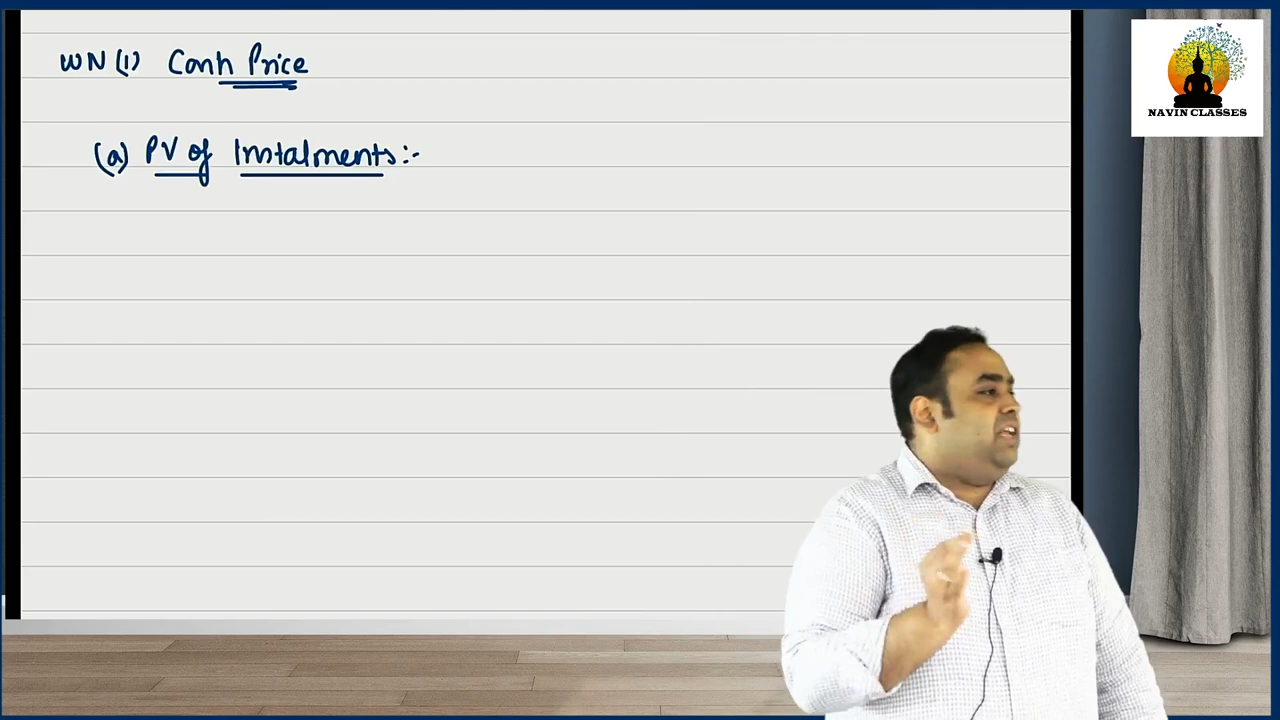 WN (1) Cash Price
(a) PV of Instalments:-
NAVIN CLASSES